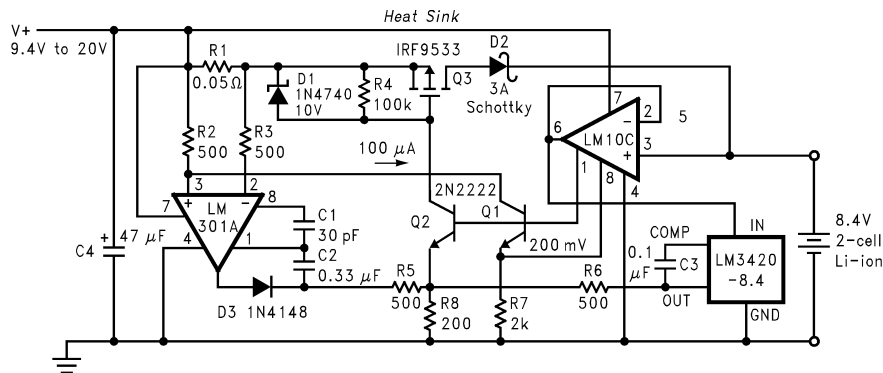 Heat Sink
V+
9.4V to 20V
R1
0.05Ω
D1
1N4740
10V
R4
100k
IRF9533
Q3
D2
3A
Schottky
R2
500
R3
500
100 μA
6
7
2
5
LM10C
−
+
3
1
8
4
3
2
+
−
7
LM
301A
8
4
1
2N2222
Q2
Q1
200 mV
C1
30 pF
C2
0.33 μF
C4
+
47 μF
D3 1N4148
R5
500
R8
200
R7
2k
R6
500
COMP
IN
0.1
μF
C3
LM3420
−8.4
OUT
GND
8.4V
2-cell
Li-ion